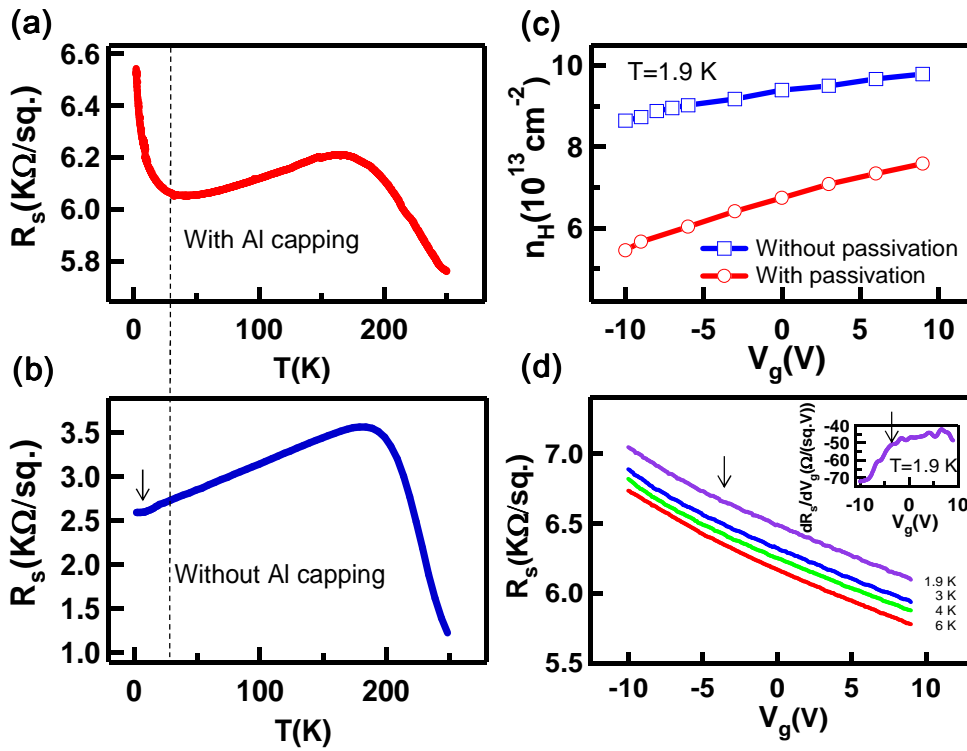 (a)
6.6
6.4
6.2
6.0
5.8
R_s(KΩ/sq.)
With Al capping
0 100 200
T(K)
(b)
3.5
3.0
2.5
2.0
1.5
1.0
R_s(KΩ/sq.)
Without Al capping
0 100 200
T(K)
(c)
10
8
6
n_H(10^13 cm^-2)
T=1.9 K
Without passivation
With passivation
-10 -5 0 5 10
V_g(V)
(d)
7.0
6.5
6.0
5.5
R_s(KΩ/sq.)
1.9 K
3 K
4 K
6 K
-10 -5 0 5 10
V_g(V)
-40
-50
-60
-70
dR_s/dV_g(Ω/(sq.V))
T=1.9 K
-10 0 10
V_g(V)